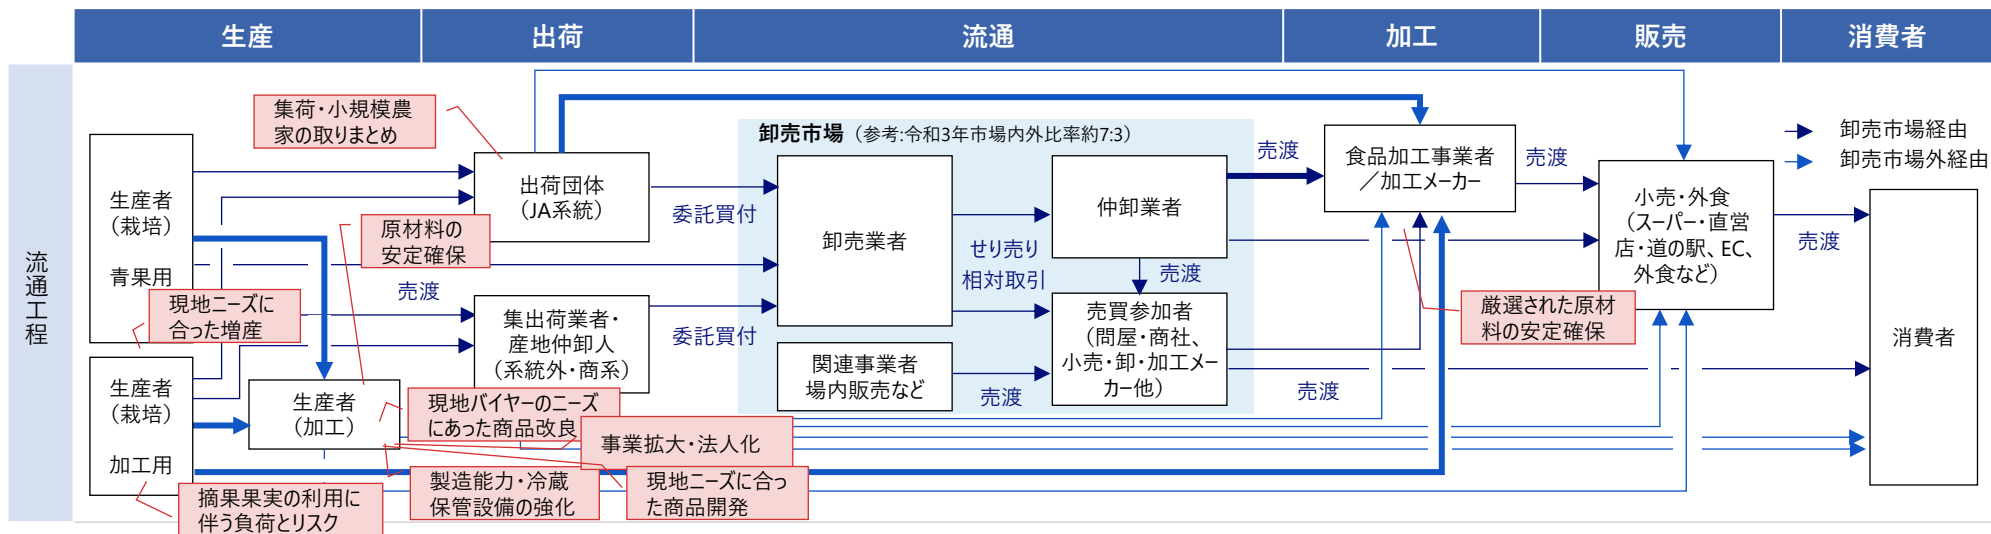 生産
出荷
流通
加工
販売
消費者
流通工程
集荷・小規模農
家の取りまとめ
卸売市場（参考:令和3年市場内外比率約7:3）
卸売市場経由
卸売市場外経由
生産者
（栽培）
青果用
出荷団体
（JA系統）
委託買付
卸売業者
せり売り
相対取引
仲卸業者
売渡
売渡
食品加工事業者
／加工メーカー
売渡
小売・外食
（スーパー・直営
店・道の駅、EC、
外食など）
売渡
消費者
原材料の
安定確保
売渡
現地ニーズに
合った増産
集出荷業者・
産地仲卸人
（系統外・商系）
委託買付
売買参加者
（問屋・商社、
小売・卸・加工メー
カー他）
厳選された原材
料の安定確保
関連事業者
場内販売など
売渡
売渡
生産者
（栽培）
加工用
生産者
（加工）
現地バイヤーのニーズ
にあった商品改良
事業拡大・法人化
製造能力・冷蔵
保管設備の強化
現地ニーズに合っ
た商品開発
摘果果実の利用に
伴う負荷とリスク